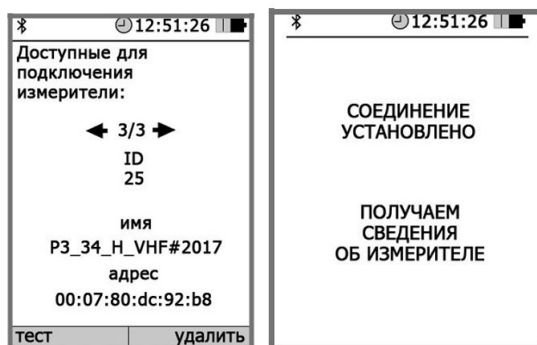 12:51:26
Доступные для
подключения
измерители:
3/3
ID
25
имя
P3_34_H_VHF#2017
адрес
00:07:80:dc:92:b8
тест удалить
12:51:26
СОЕДИНЕНИЕ
УСТАНОВЛЕНО
ПОЛУЧАЕМ
СВЕДЕНИЯ
ОБ ИЗМЕРИТЕЛЕ